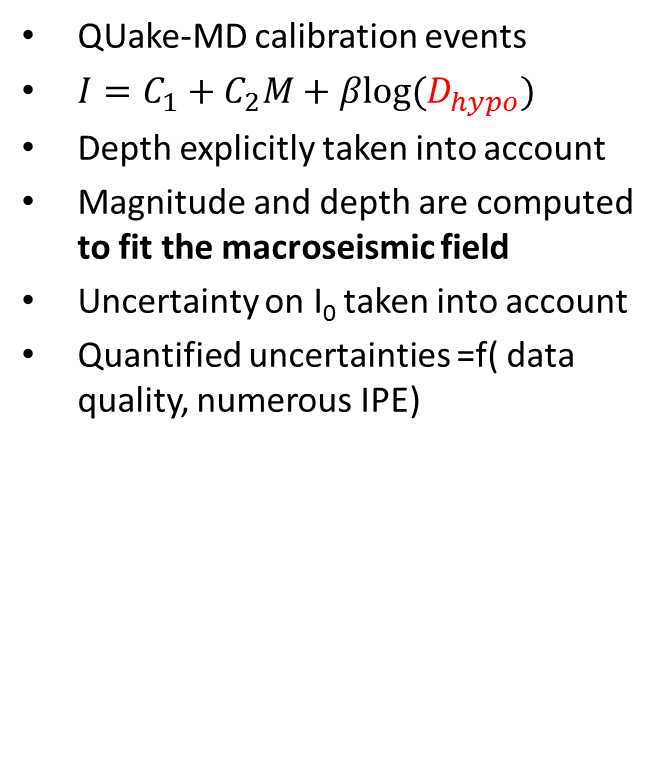 • QUake-MD calibration events
• I = C₁ + C₂M + βlog(D_hypo)
• Depth explicitly taken into account
• Magnitude and depth are computed
to fit the macroseismic field
• Uncertainty on I₀ taken into account
• Quantified uncertainties =f( data
quality, numerous IPE)